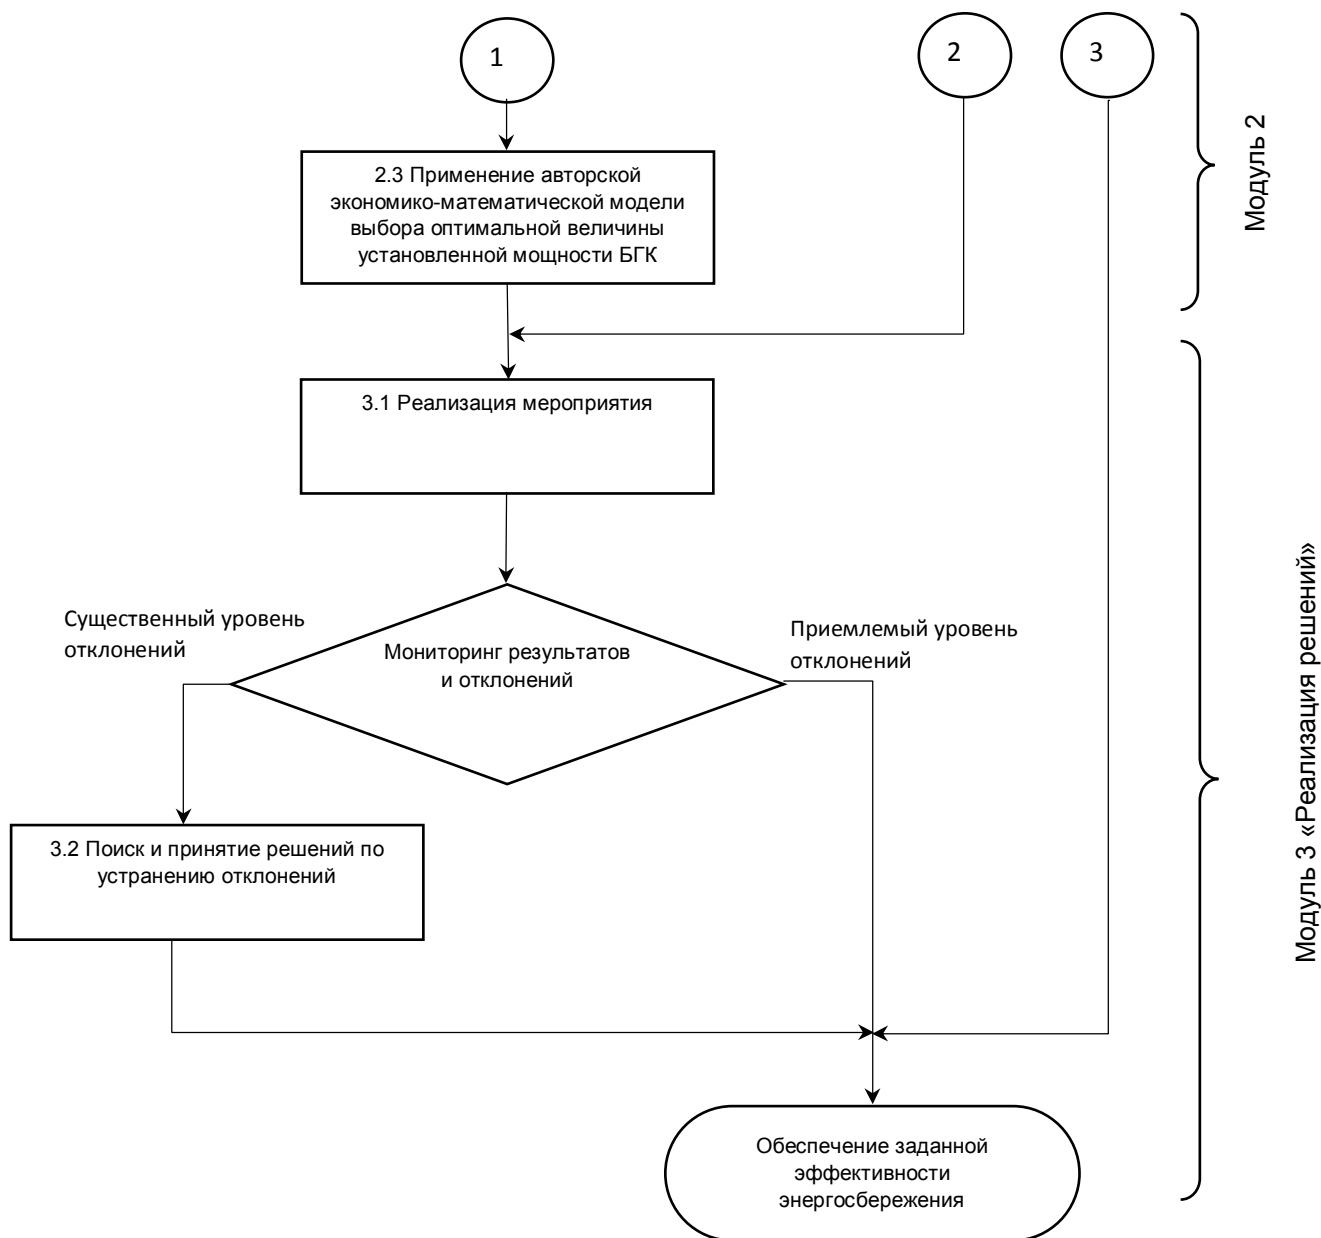 1
2
3
Модуль 2
2.3 Применение авторской
экономико-математической модели
выбора оптимальной величины
установленной мощности БГК
3.1 Реализация мероприятия
Существенный уровень
отклонений
Мониторинг результатов
и отклонений
Приемлемый уровень
отклонений
Модуль 3 «Реализация решений»
3.2 Поиск и принятие решений по
устранению отклонений
Обеспечение заданной
эффективности
энергосбережения